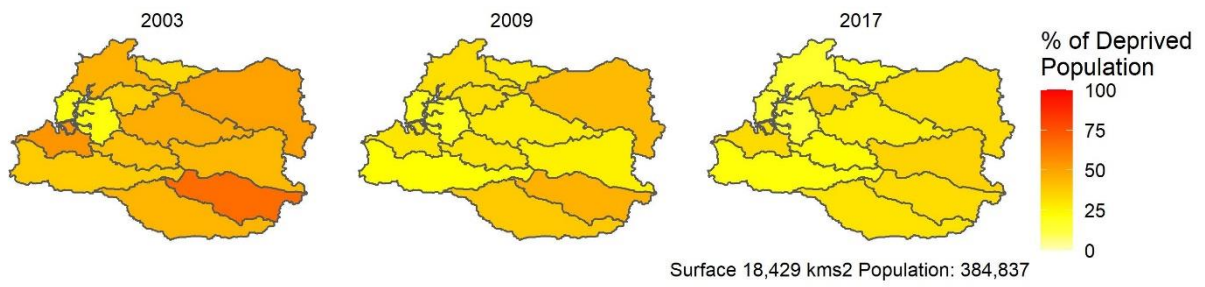 2003
2009
2017
% of Deprived
Population
100
75
50
25
0
Surface 18,429 kms2 Population: 384,837